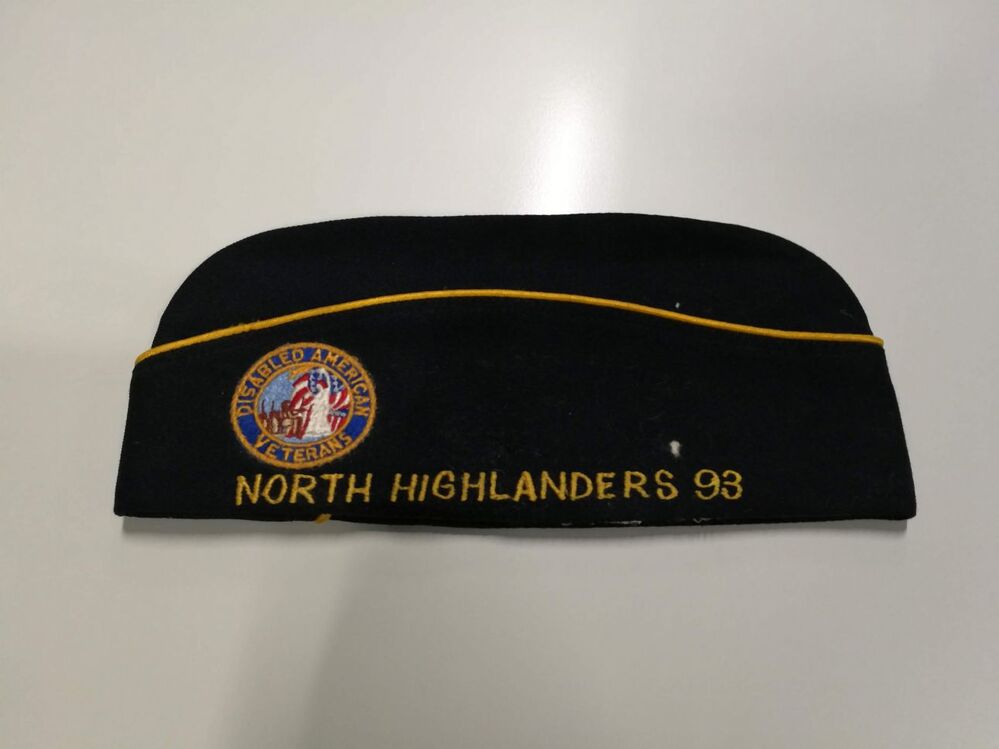 DISABLED AMERICAN
VETERANS
NORTH HIGHLANDERS 93